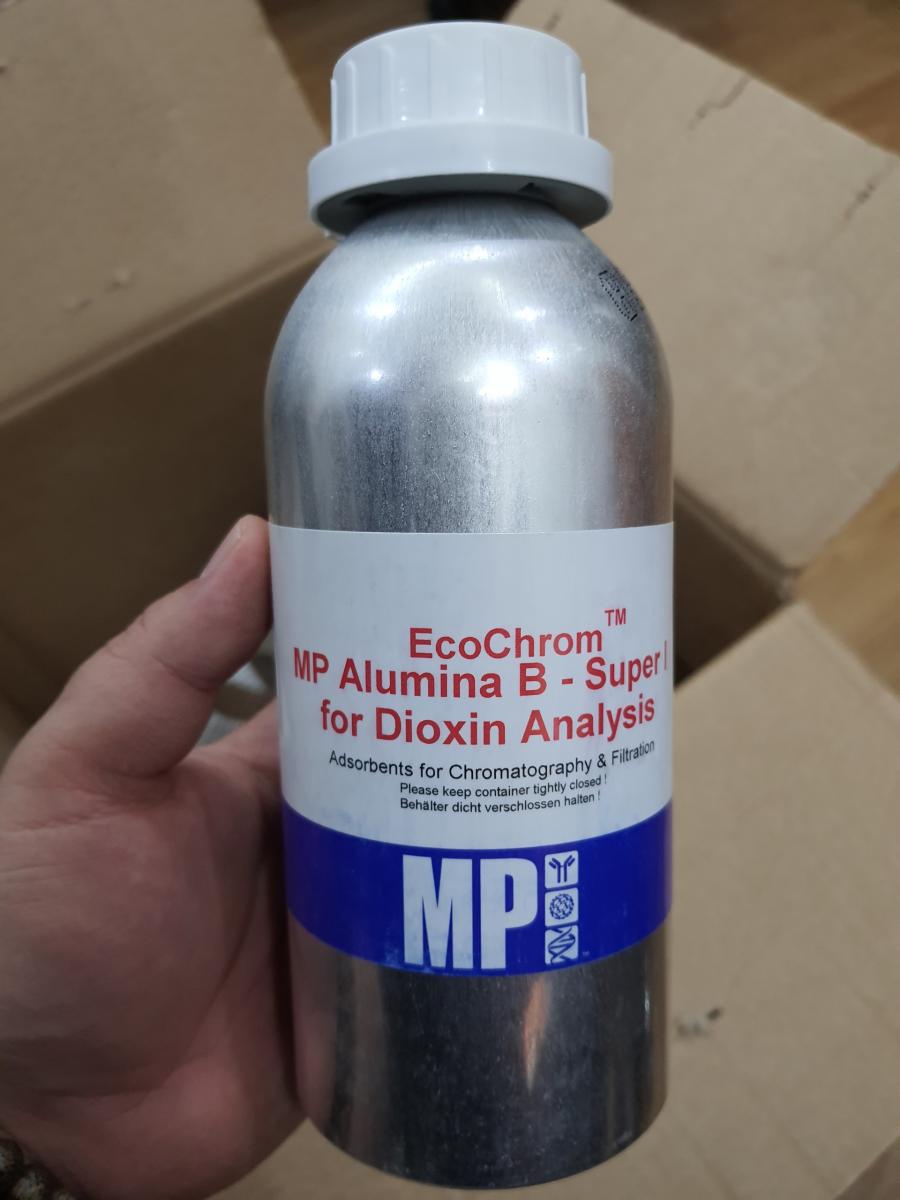 EcoChrom™
MP Alumina B - Super I
for Dioxin Analysis
Adsorbents for Chromatography & Filtration
Please keep container tightly closed !
Behälter dicht verschlossen halten !
MP